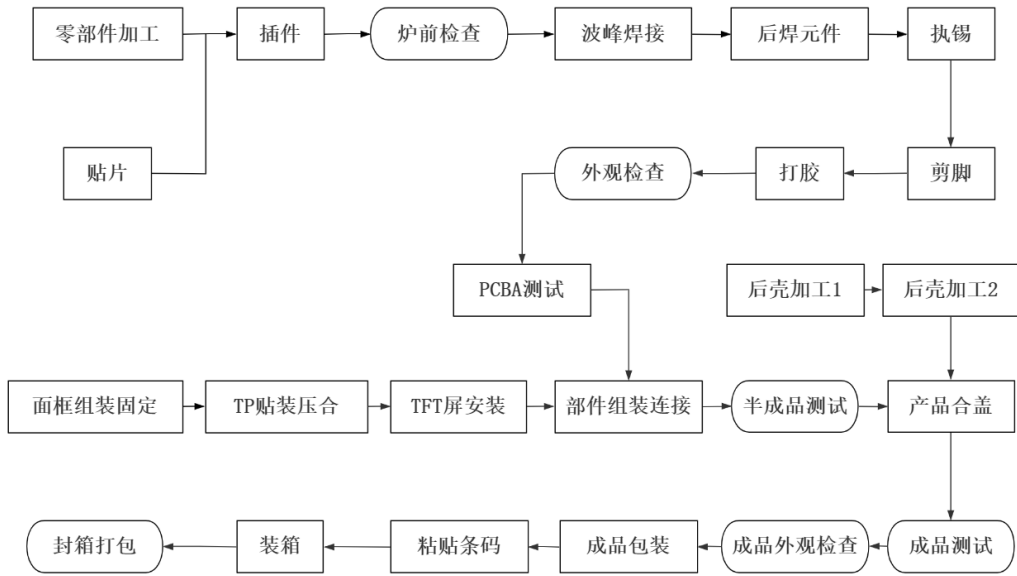 零部件加工
插件
炉前检查
波峰焊接
后焊元件
执锡
贴片
外观检查
打胶
剪脚
PCBA测试
后壳加工1
后壳加工2
面框组装固定
TP贴装压合
TFT屏安装
部件组装连接
半成品测试
产品合盖
封箱打包
装箱
粘贴条码
成品包装
成品外观检查
成品测试